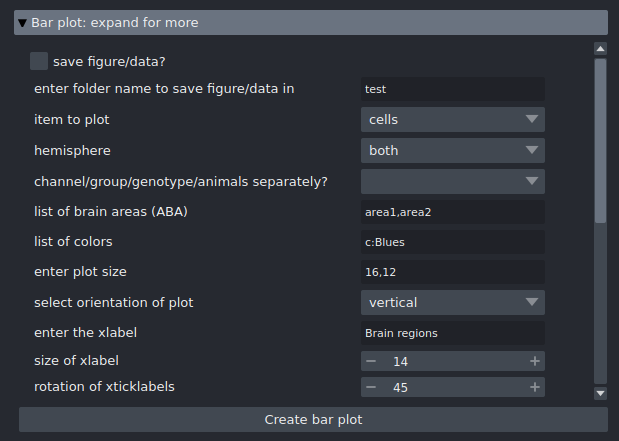 Bar plot: expand for more
save figure/data?
enter folder name to save figure/data in test
item to plot cells
hemisphere both
channel/group/genotype/animals separately?
list of brain areas (ABA) area1,area2
list of colors c:Blues
enter plot size 16,12
select orientation of plot vertical
enter the xlabel Brain regions
size of xlabel − 14 +
rotation of xticklabels − 45 +
Create bar plot